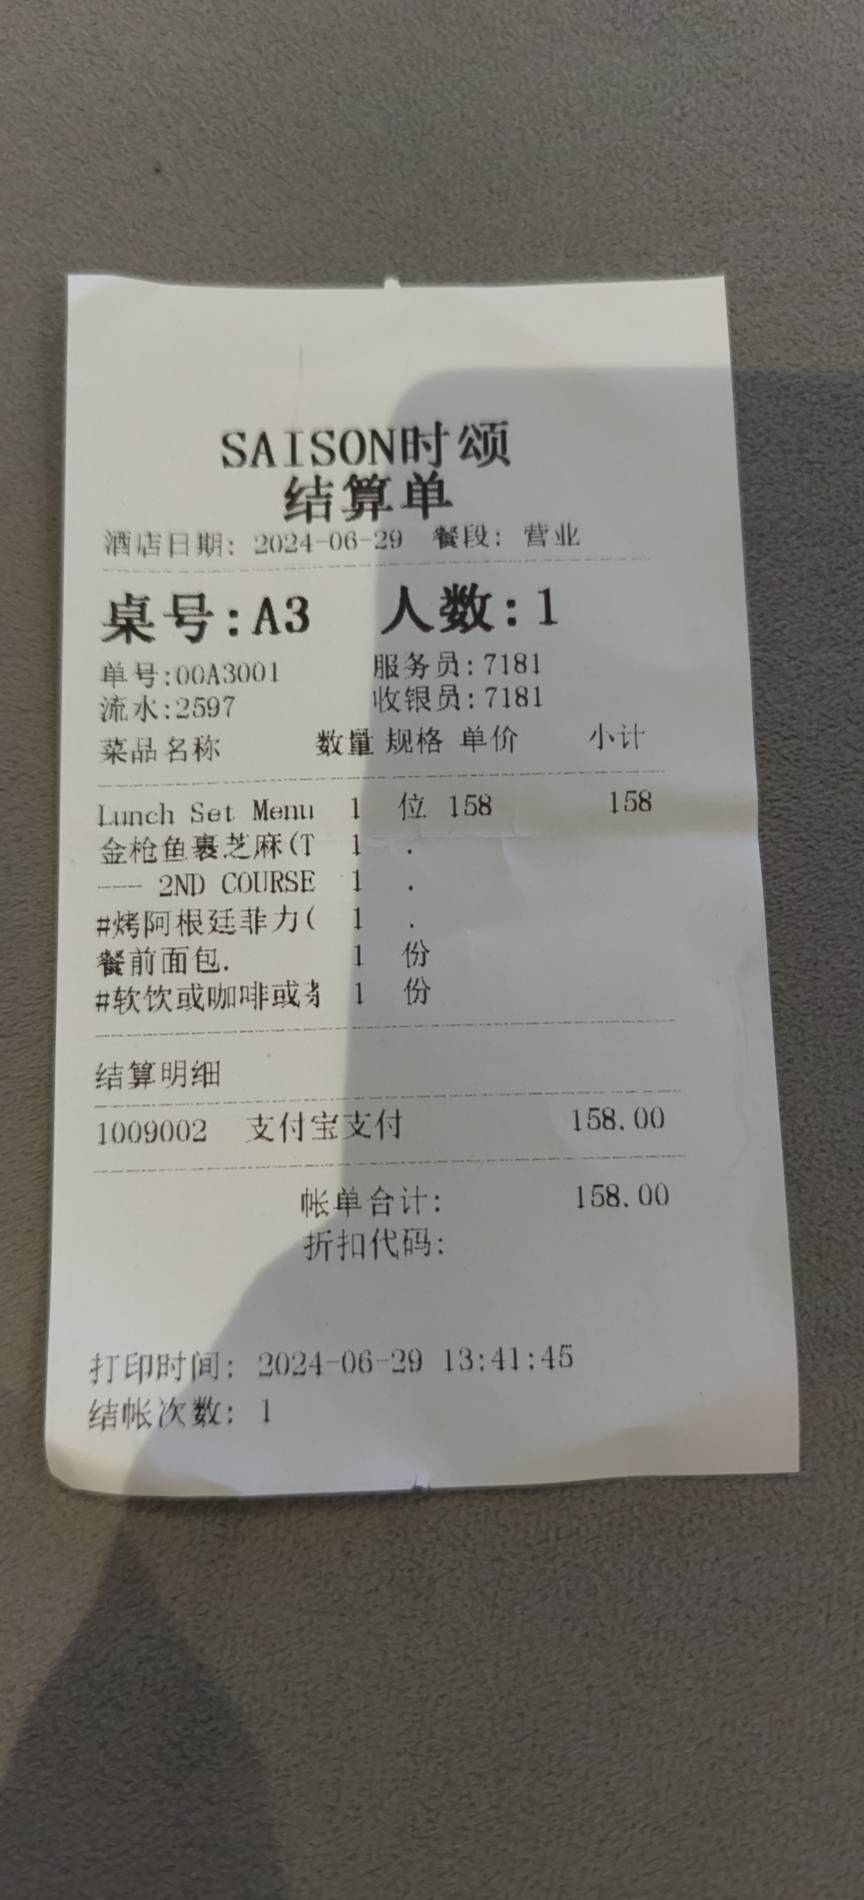 SAISON时颂
结算单
酒店日期: 2024-06-29 餐段: 营业
桌号:A3 人数:1
单号:00A3001 服务员:7181
流水:2597 收银员:7181
菜品名称 数量 规格 单价 小计
Lunch Set Menu 1 位 158 158
金枪鱼裹芝麻(T 1 .
--- 2ND COURSE 1 .
#烤阿根廷菲力( 1 .
餐前面包. 1 份
#软饮或咖啡或 1 份
结算明细
1009002 支付宝支付 158.00
帐单合计: 158.00
折扣代码:
打印时间: 2024-06-29 13:41:45
结帐次数: 1